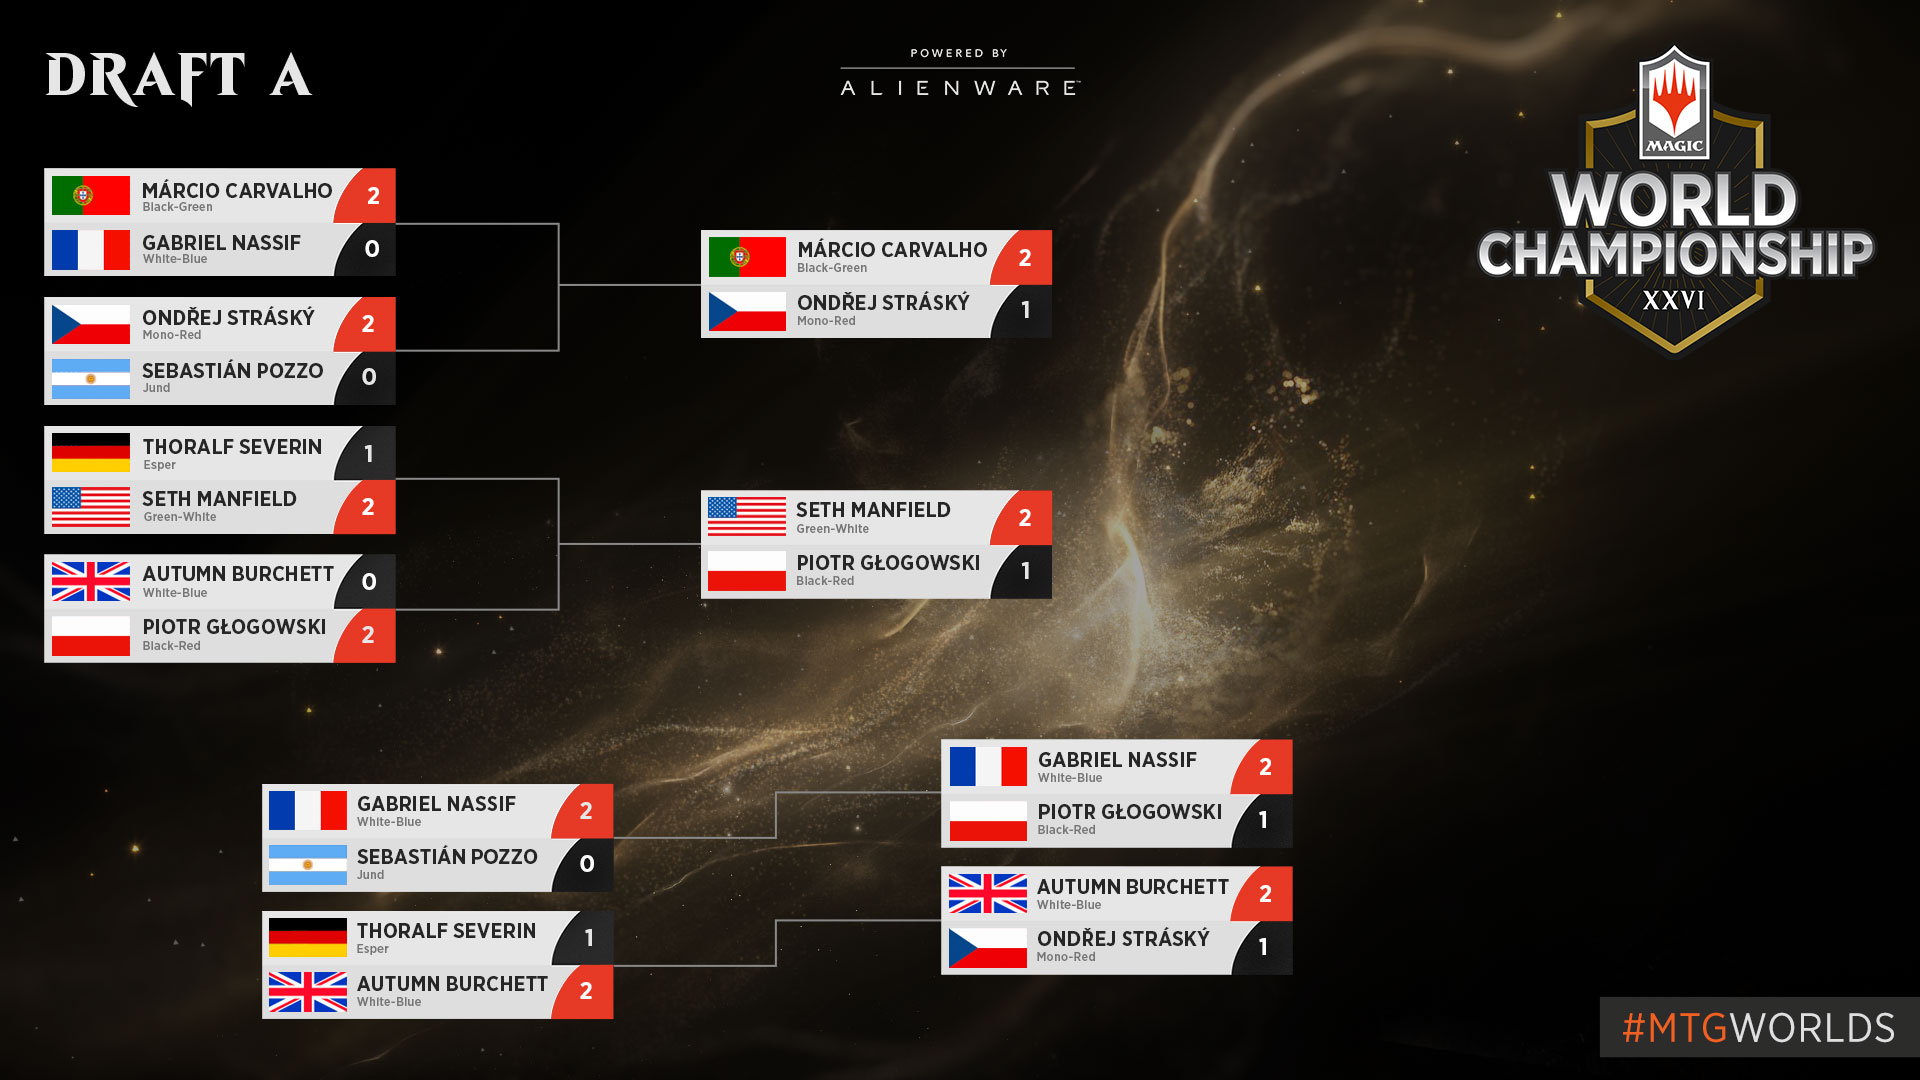 DRAFT A
POWERED BY
ALIENWARE™
MAGIC
WORLD
CHAMPIONSHIP
XXVI
MÁRCIO CARVALHO 2
Black-Green
GABRIEL NASSIF 0
White-Blue
ONDŘEJ STRÁSKÝ 2
Mono-Red
SEBASTIÁN POZZO 0
Jund
THORALF SEVERIN 1
Esper
SETH MANFIELD 2
Green-White
AUTUMN BURCHETT 0
White-Blue
PIOTR GŁOGOWSKI 2
Black-Red
MÁRCIO CARVALHO 2
Black-Green
ONDŘEJ STRÁSKÝ 1
Mono-Red
SETH MANFIELD 2
Green-White
PIOTR GŁOGOWSKI 1
Black-Red
GABRIEL NASSIF 2
White-Blue
SEBASTIÁN POZZO 0
Jund
THORALF SEVERIN 1
Esper
AUTUMN BURCHETT 2
White-Blue
GABRIEL NASSIF 2
White-Blue
PIOTR GŁOGOWSKI 1
Black-Red
AUTUMN BURCHETT 2
White-Blue
ONDŘEJ STRÁSKÝ 1
Mono-Red
#MTGWORLDS